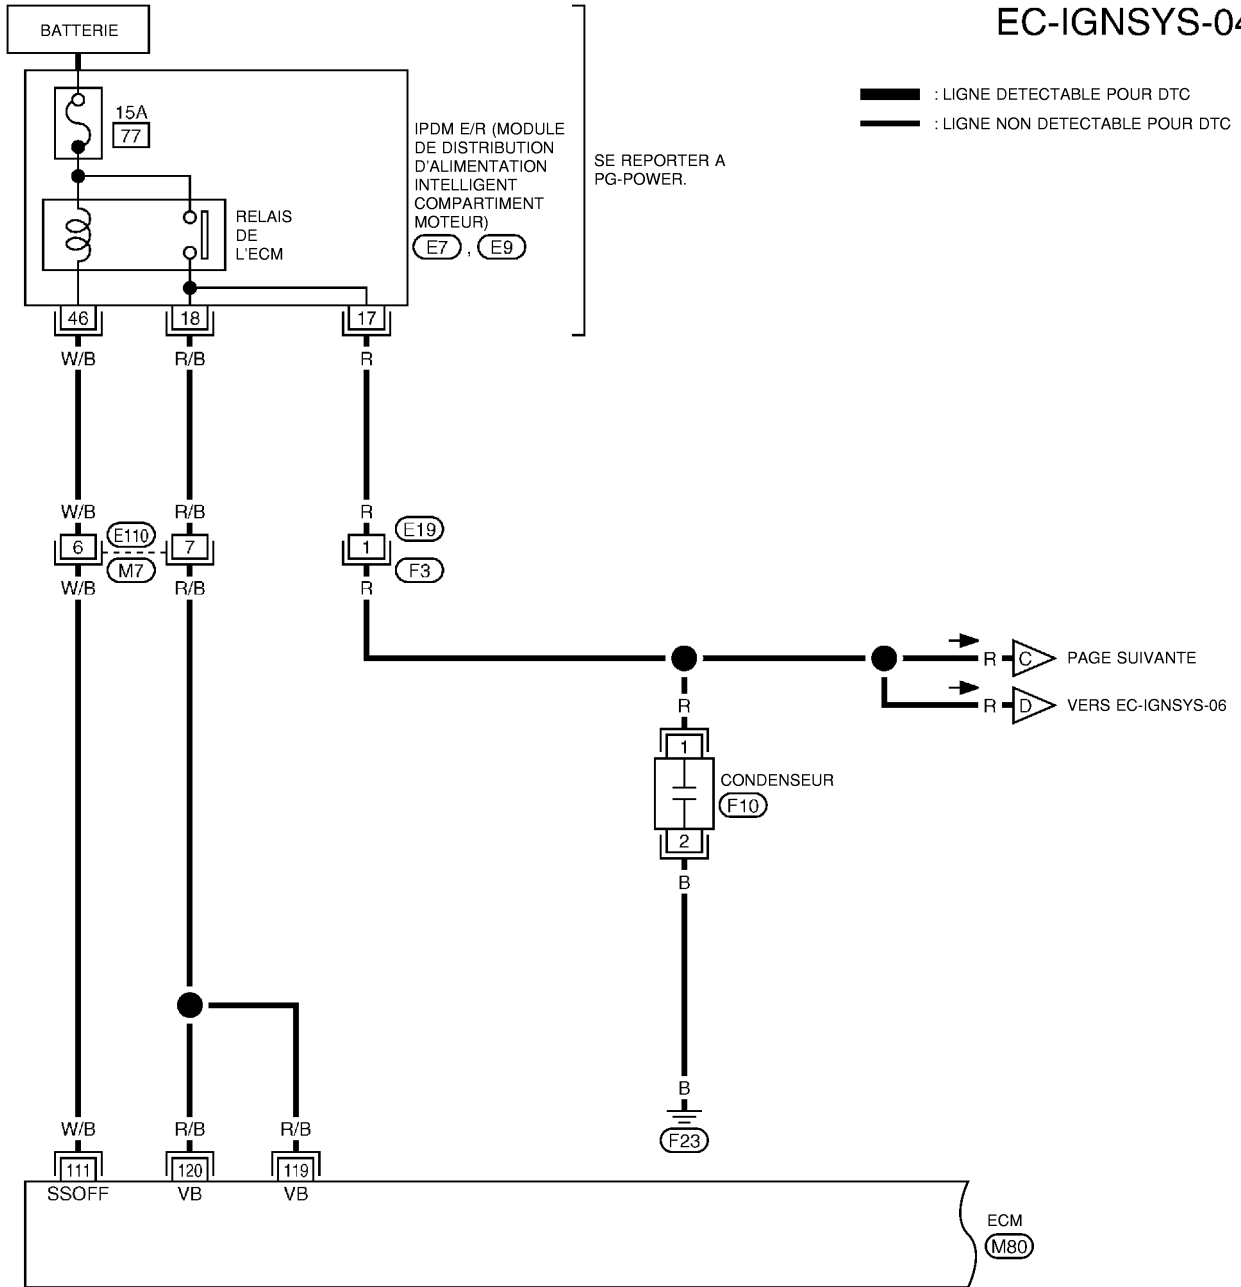 EC-IGNSYS-04
BATTERIE
: LIGNE DETECTABLE POUR DTC
: LIGNE NON DETECTABLE POUR DTC
15A
77
IPDM E/R (MODULE
DE DISTRIBUTION
D'ALIMENTATION
INTELLIGENT
COMPARTIMENT
MOTEUR)
E7 , E9
SE REPORTER A
PG-POWER.
RELAIS
DE
L'ECM
46 18 17
W/B R/B R
W/B R/B R
E110 E19
6 7 1
M7 F3
W/B R/B R
R C PAGE SUIVANTE
R D VERS EC-IGNSYS-06
R
1
CONDENSEUR
F10
2
B
B
F23
W/B R/B R/B
111 120 119
SSOFF VB VB
ECM
M80